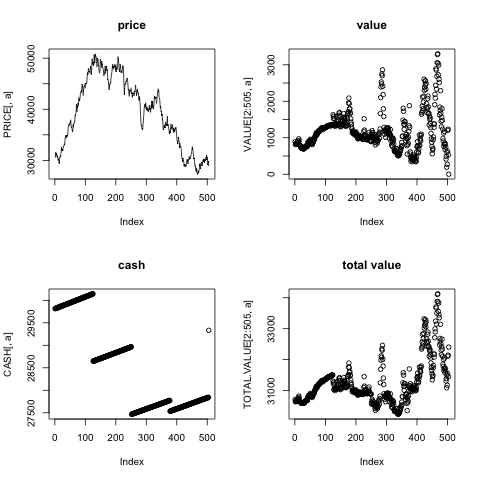 price
PRICE[, a]
30000 40000 50000
0 100 200 300 400 500
Index
value
VALUE[2:505, a]
0 1000 2000 3000
0 100 200 300 400 500
Index
cash
CASH[, a]
27500 28500 29500
0 100 200 300 400 500
Index
total value
TOTAL.VALUE[2:505, a]
31000 33000
0 100 200 300 400 500
Index